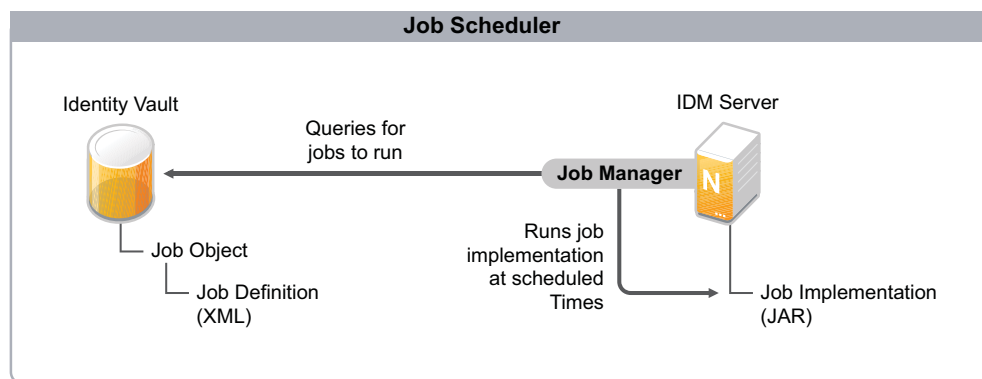 Job Scheduler
Identity Vault
IDM Server
Queries for
jobs to run
Job Manager
N
Runs job
implementation
at scheduled
Times
Job Object
Job Definition
(XML)
Job Implementation
(JAR)